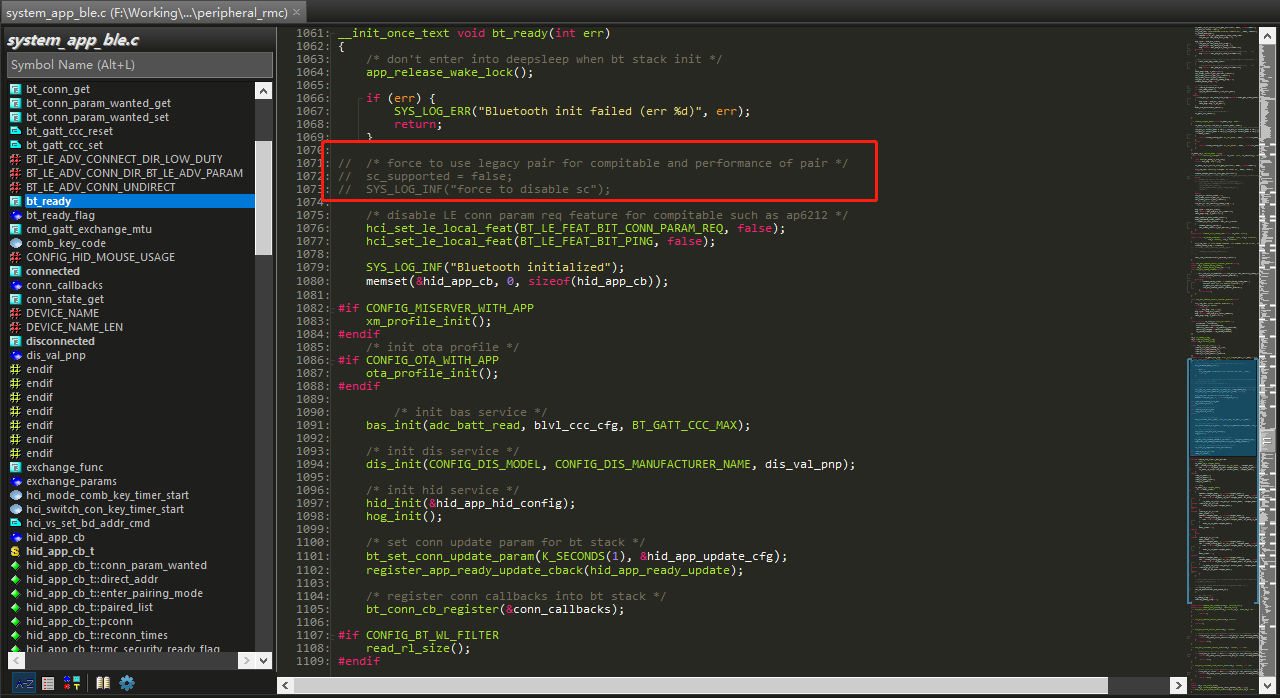 system_app_ble.c (F:\Working\...\peripheral_rmc) ×
system_app_ble.c
Symbol Name (Alt+L)
bt_conn_get
bt_conn_param_wanted_get
bt_conn_param_wanted_set
bt_gatt_ccc_reset
bt_gatt_ccc_set
BT_LE_ADV_CONNECT_DIR_LOW_DUTY
BT_LE_ADV_CONN_DIR_BT_LE_ADV_PARAM
BT_LE_ADV_CONN_UNDIRECT
bt_ready
bt_ready_flag
cmd_gatt_exchange_mtu
comb_key_code
CONFIG_HID_MOUSE_USAGE
connected
conn_callbacks
conn_state_get
DEVICE_NAME
DEVICE_NAME_LEN
disconnected
dis_val_pnp
endif
endif
endif
endif
endif
endif
endif
exchange_func
exchange_params
hci_mode_comb_key_timer_start
hci_switch_con_key_timer_start
hci_vs_set_bd_addr_cmd
hid_app_cb
hid_app_cb_t
hid_app_cb_t::conn_param_wanted
hid_app_cb_t::direct_addr
hid_app_cb_t::enter_pairing_mode
hid_app_cb_t::paired_list
hid_app_cb_t::pconn
hid_app_cb_t::reconn_times
hid_app_cb_t::rmc_security_ready_flag
1061: __init_once_text void bt_ready(int err)
1062: {
1063: /* don't enter into deepsleep when bt stack init */
1064: app_release_wake_lock();
1065:
1066: if (err) {
1067: SYS_LOG_ERR("Bluetooth init failed (err %d)", err);
1068: return;
1069: }
1070:
1071: // /* force to use legacy pair for compitable and performance of pair */
1072: // sc_supported = false;
1073: // SYS_LOG_INF("force to disable sc");
1074:
1075: /* disable LE conn param req feature for compitable such as ap6212 */
1076: hci_set_le_local_feat(BT_LE_FEAT_BIT_CONN_PARAM_REQ, false);
1077: hci_set_le_local_feat(BT_LE_FEAT_BIT_PING, false);
1078:
1079: SYS_LOG_INF("Bluetooth initialized");
1080: memset(&hid_app_cb, 0, sizeof(hid_app_cb));
1081:
1082: #if CONFIG_MISERVER_WITH_APP
1083: xm_profile_init();
1084: #endif
1085: /* init ota profile */
1086: #if CONFIG_OTA_WITH_APP
1087: ota_profile_init();
1088: #endif
1089:
1090: /* init bas service */
1091: bas_init(adc_batt_read, blvl_ccc_cfg, BT_GATT_CCC_MAX);
1092:
1093: /* init dis service */
1094: dis_init(CONFIG_DIS_MODEL, CONFIG_DIS_MANUFACTURER_NAME, dis_val_pnp);
1095:
1096: /* init hid service */
1097: hid_init(&hid_app_hid_config);
1098: hog_init();
1099:
1100: /* set conn update param for bt stack */
1101: bt_set_conn_update_param(K_SECONDS(1), &hid_app_update_cfg);
1102: register_app_ready_update_cback(hid_app_ready_update);
1103:
1104: /* register conn callbacks into bt stack */
1105: bt_conn_cb_register(&conn_callbacks);
1106:
1107: #if CONFIG_BT_WL_FILTER
1108: read_rl_size();
1109: #endif